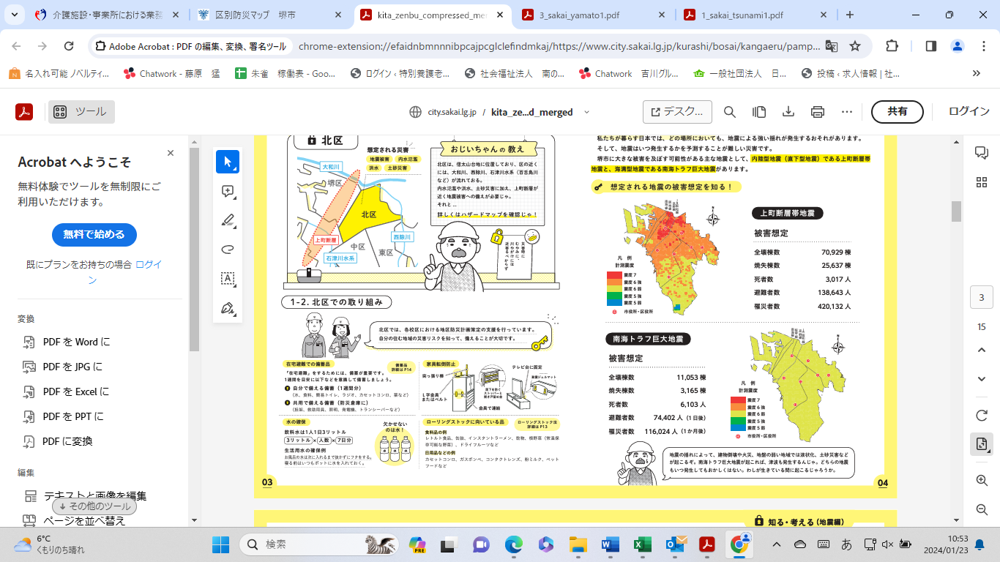 介護施設・事業所における業務
区別防災マップ 堺市
kita_zenbu_compressed_me
3_sakai_yamato1.pdf
1_sakai_tsunami1.pdf
Adobe Acrobat : PDF の編集、変換、署名ツール
chrome-extension://efaidnbmnnnibpcajpcglclefindmkaj/https://www.city.sakai.lg.jp/kurashi/bosai/kangaeru/pamp...
名入れ可能 ノベルティ...
Chatwork - 藤原 猛
朱雀 稼働表 - Goo...
ログイン ‹ 特別養護老...
社会福祉法人 南の...
Chatwork 吉川グル...
一般社団法人 日...
投稿 ‹ 求人情報 | 社...
ツール
city.sakai.lg.jp / kita_ze...d_merged
デスク...
共有
ログイン
Acrobat へようこそ
無料体験でツールを無制限にご
利用いただけます。
無料で始める
既にプランをお持ちの場合 ログイ
ン
変換
PDF を Word に
PDF を JPG に
PDF を Excel に
PDF を PPT に
PDF に変換
編集
テキストと画像を編集
その他のツール
ページを並べ替え
北区
想定される災害
地震被害 内水氾濫
洪水 土砂災害
大和川
堺区
北区
上町断層
西除川
中区
東区
石津川水系
おじいちゃんの教え
北区は、信太山台地に位置しており、区の近く
には、大和川、西除川、石津川水系（百舌鳥川
など）が流れておる。
内水氾濫や洪水、土砂災害に加え、上町断層が
近く地震被害への備えが必要じゃ。
それと…
詳しくはハザードマップを確認じゃ！
災害時に
むやみに、
川やがけには
近寄るべからず
1-2. 北区での取り組み
北区では、各校区における地区防災計画策定の支援を行っています。
自分の住む地域の災害リスクを知って、備えることが大切です。
在宅避難での備蓄品
備蓄品
詳細は P14
「在宅避難」をするためには、備蓄が重要です。
1週間を目安に以下などを意識して備蓄しましょう。
自分で備える備蓄（1週間分）
（水、食料、簡易トイレ、ラジオ、カセットコンロ、薬など）
共用で備える備蓄（防災倉庫に）
（担架、救助用具、照明、発電機、トランシーバーなど）
家具転倒防止
突っ張り棒
L字金具
またはベルト
テレビ台に固定
耐震ジェルマット
落下を防ぐ
ストッパーと
開き戸留め金
金具で連結
水の確保
飲料水は1人1日3リットル
3リットル×人数×7日分
生活用水の確保例
お風呂の水は次に入れるまで抜かずにフタをする。
寝る前はいつもポットに水を入れておく。
欠かせない
のは水！
水 水 水
ローリングストックに向いている品
ローリングストック法
詳細は P13
食料品の例
レトルト食品、缶詰、インスタントラーメン、乾物、根野菜（常温保
存可能な野菜）、ドライフルーツなど
日用品などの例
カセットコンロ、ガスボンベ、コンタクトレンズ、粉ミルク、ペット
フードなど
03
私たちが暮らす日本では、どの場所においても、地震による強い揺れが発生するおそれがあります。
そして、地震はいつ発生するかを予測することが難しい災害です。
堺市に大きな被害を及ぼす可能性がある主な地震として、内陸型地震（直下型地震）である上町断層帯
地震と、海溝型地震である南海トラフ巨大地震があります。
想定される地震の被害想定を知る！
凡 例
計測震度
震度 7
震度 6 強
震度 6 弱
震度 5 強
震度 5 弱
市役所・区役所
上町断層帯地震
被害想定
全壊棟数 70,929 棟
焼失棟数 25,637 棟
死者数 3,017 人
避難者数 138,643 人
罹災者数 420,132 人
南海トラフ巨大地震
被害想定
全壊棟数 11,053 棟
焼失棟数 3,165 棟
死者数 6,103 人
避難者数 74,402 人（1日後）
罹災者数 116,024 人（1か月後）
凡 例
計測震度
震度 7
震度 6 強
震度 6 弱
震度 5 強
震度 5 弱
市役所・区役所
地震の揺れによって、建物倒壊や火災、地盤の弱い地域では液状化、土砂災害など
が起こるぞ。南海トラフ巨大地震が起これば、津波も発生するんじゃ。どちらの地震
もいつ発生してもおかしくはない。わしが生きている間に起こるじゃろうか。
04
知る・考える（地震編）
3
15
6°C
くもりのち晴れ
検索
PRE
あ
10:53
2024/01/23